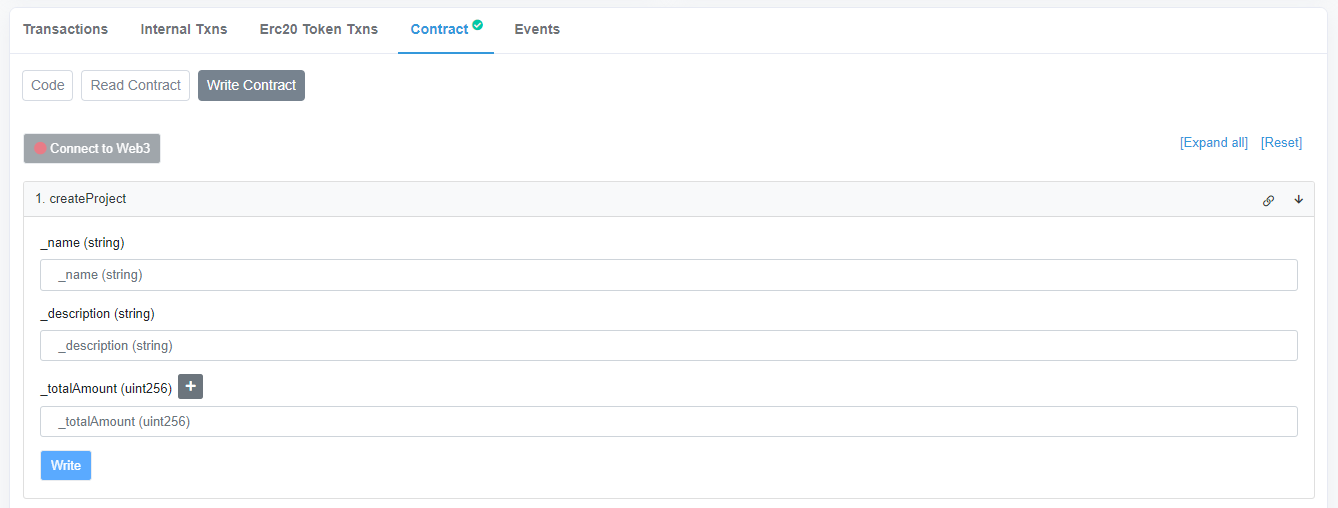 Transactions Internal Txns Erc20 Token Txns Contract Events
Code Read Contract Write Contract
Connect to Web3 [Expand all] [Reset]
1. createProject
_name (string)
_name (string)
_description (string)
_description (string)
_totalAmount (uint256) +
_totalAmount (uint256)
Write